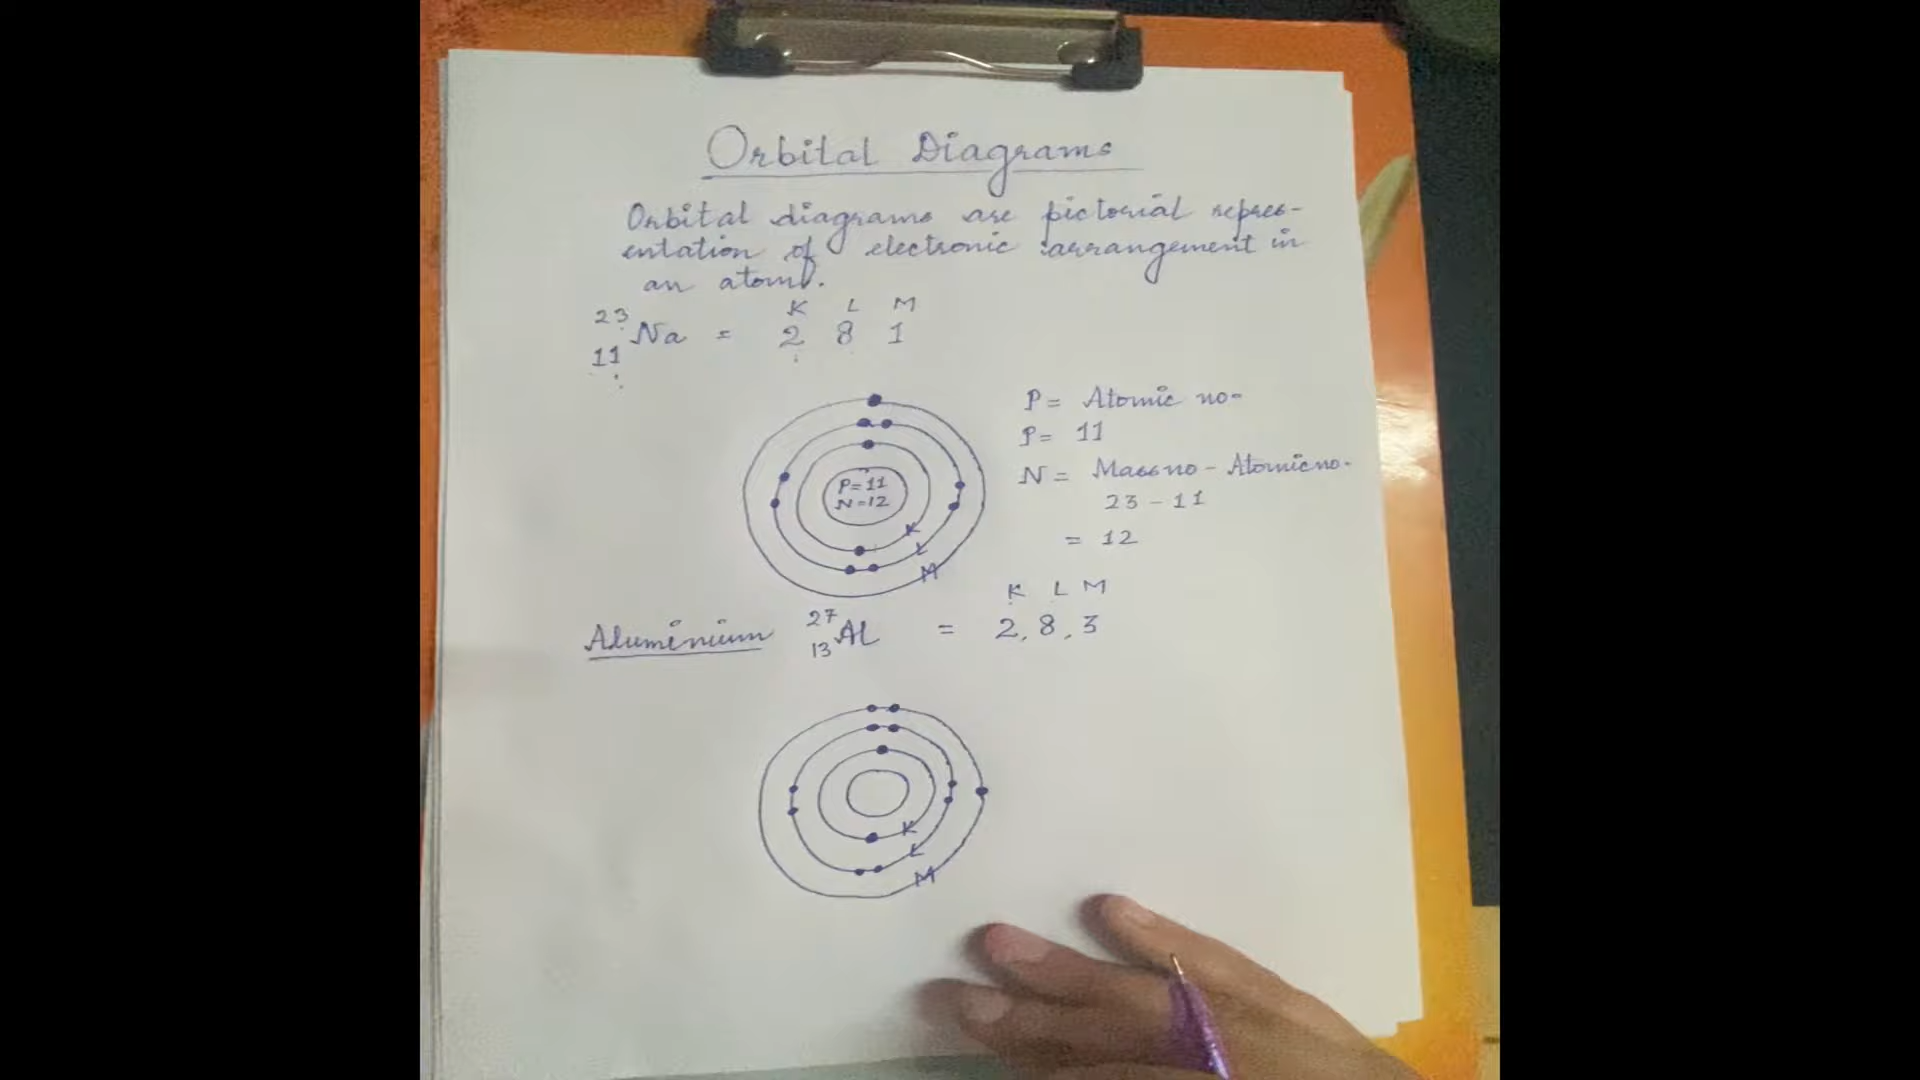 Orbital Diagrams
Orbital diagrams are pictorial repres-
entation of electronic arrangement in
an atom.
K L M
23
11 Na = 2 8 1
P = Atomic no-
P = 11
N = Mass no - Atomic no-
23 - 11
= 12
P=11
N=12
K
L
M
K L M
Aluminium 27
13 Al = 2, 8, 3
K
L
M